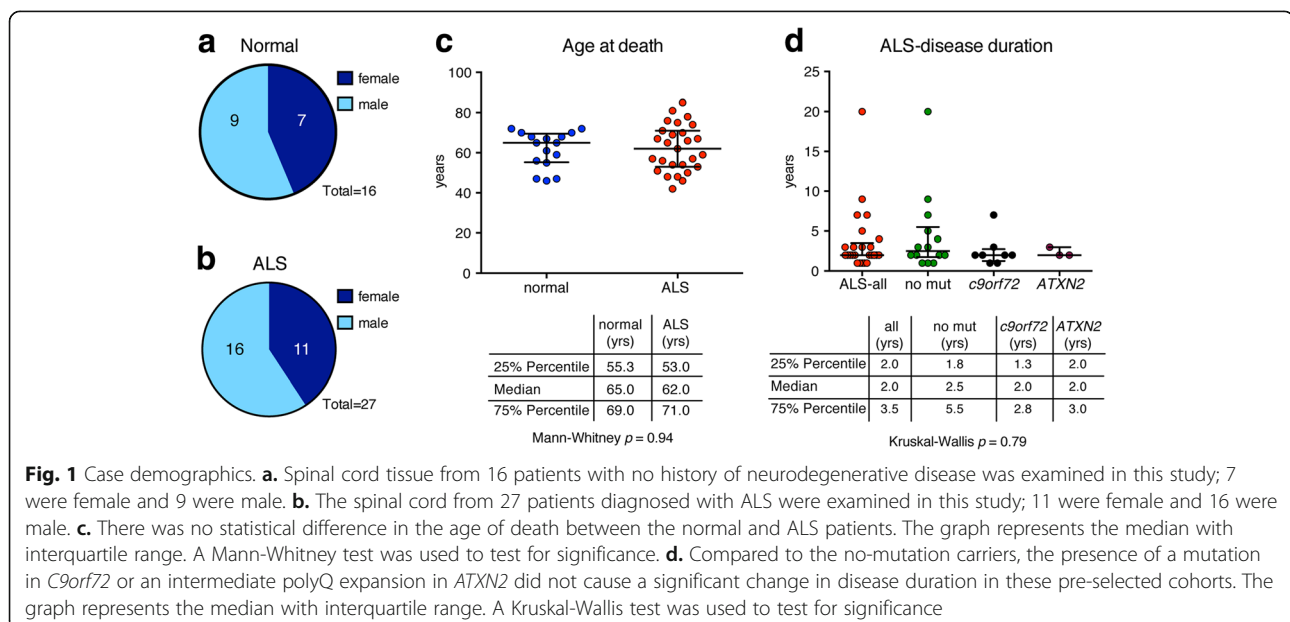 a
Normal
9
7
female
male
Total=16
b
ALS
16
11
female
male
Total=27
c
Age at death
years
100
80
60
40
20
0
normal
ALS
normal ALS
(yrs) (yrs)
25% Percentile 55.3 53.0
Median 65.0 62.0
75% Percentile 69.0 71.0
Mann-Whitney p = 0.94
d
ALS-disease duration
years
25
20
15
10
5
0
ALS-all no mut c9orf72 ATXN2
all no mut c9orf72 ATXN2
(yrs) (yrs) (yrs) (yrs)
25% Percentile 2.0 1.8 1.3 2.0
Median 2.0 2.5 2.0 2.0
75% Percentile 3.5 5.5 2.8 3.0
Kruskal-Wallis p = 0.79
Fig. 1 Case demographics. a. Spinal cord tissue from 16 patients with no history of neurodegenerative disease was examined in this study; 7
were female and 9 were male. b. The spinal cord from 27 patients diagnosed with ALS were examined in this study; 11 were female and 16 were
male. c. There was no statistical difference in the age of death between the normal and ALS patients. The graph represents the median with
interquartile range. A Mann-Whitney test was used to test for significance. d. Compared to the no-mutation carriers, the presence of a mutation
in C9orf72 or an intermediate polyQ expansion in ATXN2 did not cause a significant change in disease duration in these pre-selected cohorts. The
graph represents the median with interquartile range. A Kruskal-Wallis test was used to test for significance